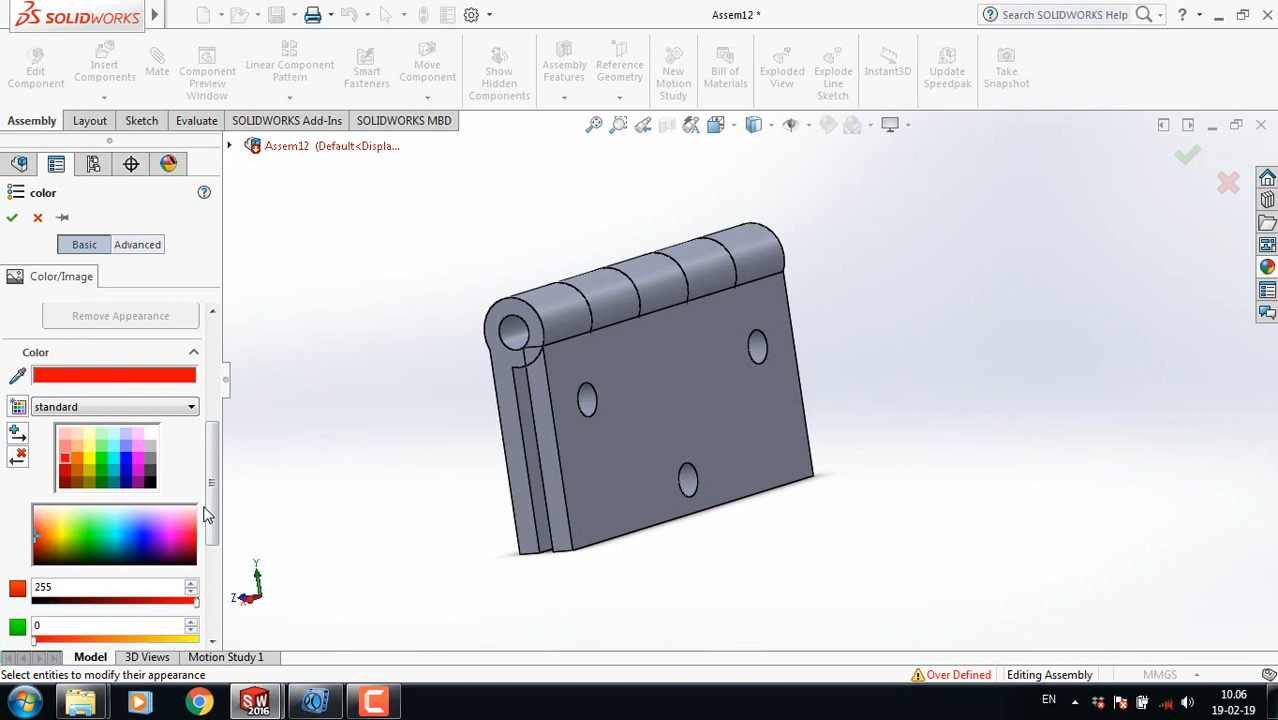 SOLIDWORKS
Assem12 *
Search SOLIDWORKS Help
?
Edit Component
Insert Components
Mate
Component Preview Window
Linear Component Pattern
Smart Fasteners
Move Component
Show Hidden Components
Assembly Features
Reference Geometry
New Motion Study
Bill of Materials
Exploded View
Explode Line Sketch
Instant3D
Update Speedpak
Take Snapshot
Assembly
Layout
Sketch
Evaluate
SOLIDWORKS Add-Ins
SOLIDWORKS MBD
Assem12 (Default<Displa...
color
?
Basic
Advanced
Color/Image
Remove Appearance
Color
standard
255
0
Y
Z
X
Model
3D Views
Motion Study 1
Select entities to modify their appearance
Over Defined
Editing Assembly
MMGS
SW
2016
EN
10.06
19-02-19